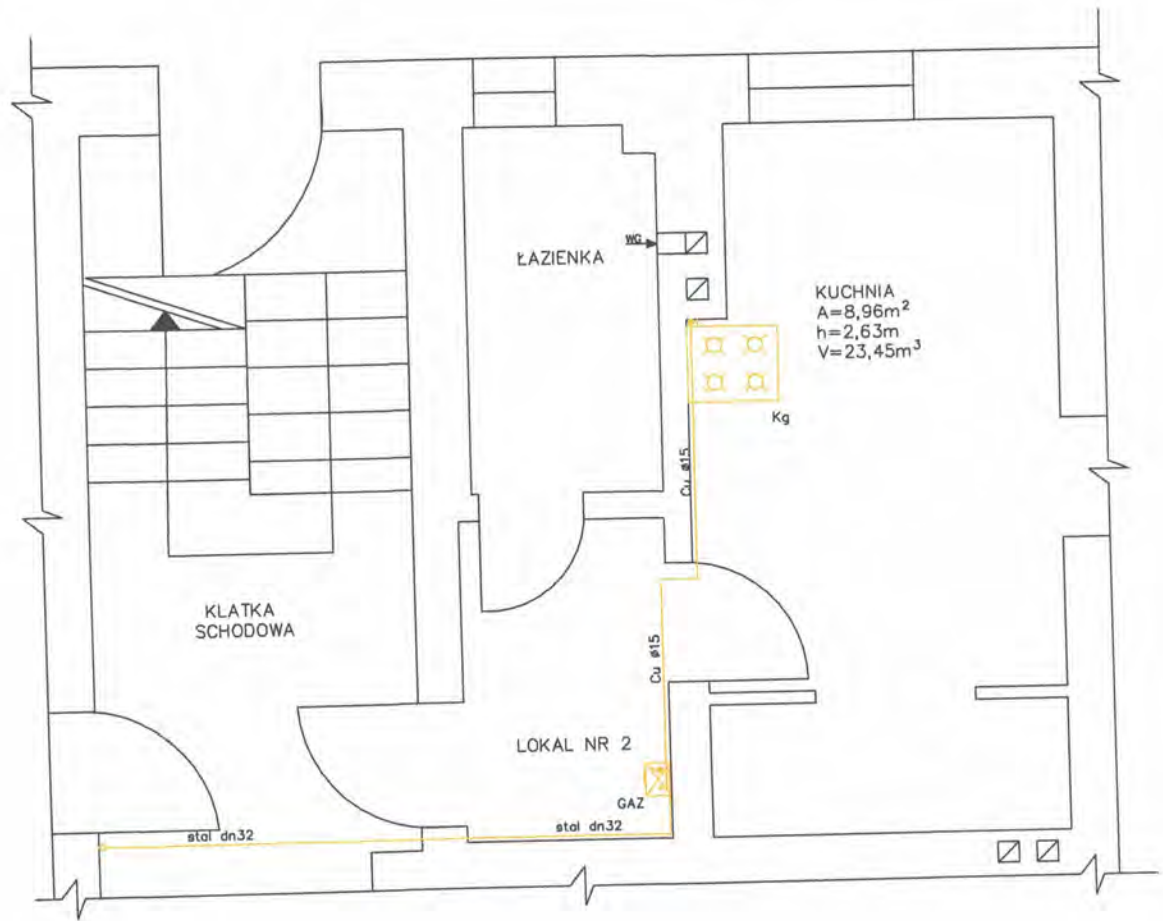 WG
ŁAZIENKA
KUCHNIA
A=8,96m²
h=2,63m
V=23,45m³
Kg
Cu ø15
KLATKA
SCHODOWA
Cu ø15
LOKAL NR 2
GAZ
stal dn32
stal dn32